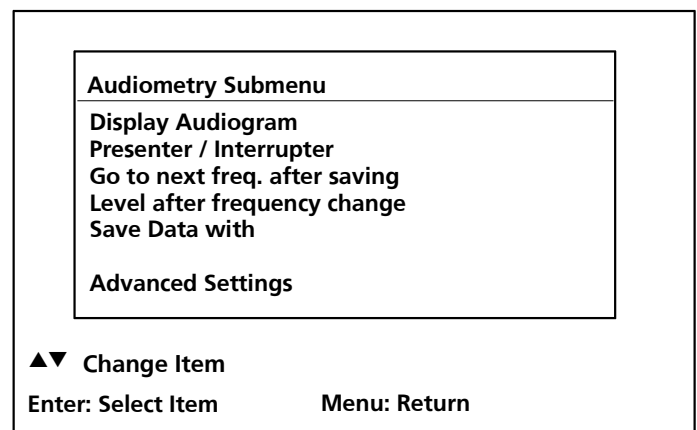 Audiometry Submenu
Display Audiogram
Presenter / Interrupter
Go to next freq. after saving
Level after frequency change
Save Data with
Advanced Settings
▲▼ Change Item
Enter: Select Item Menu: Return